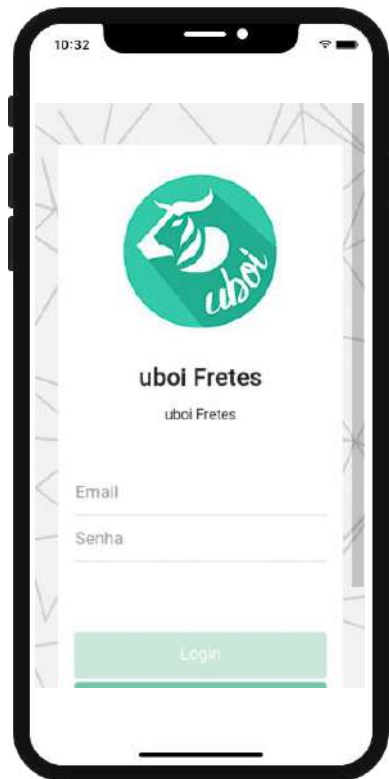 10:32
uboi
uboi Fretes
uboi Fretes
Email
Senha
Login